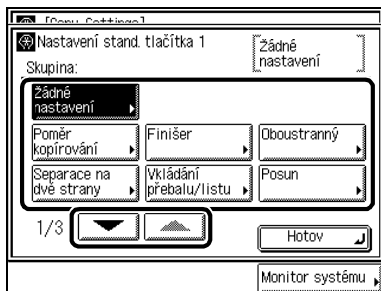 [Copy Settings]
Nastavení stand. tlačítka 1
Žádné
nastavení
Skupina:
Žádné
nastavení
Poměr
kopírování
Finišer
Oboustranný
Separace na
dvě strany
Vkládání
přebalu/listu
Posun
1/3
Hotov
Monitor systému